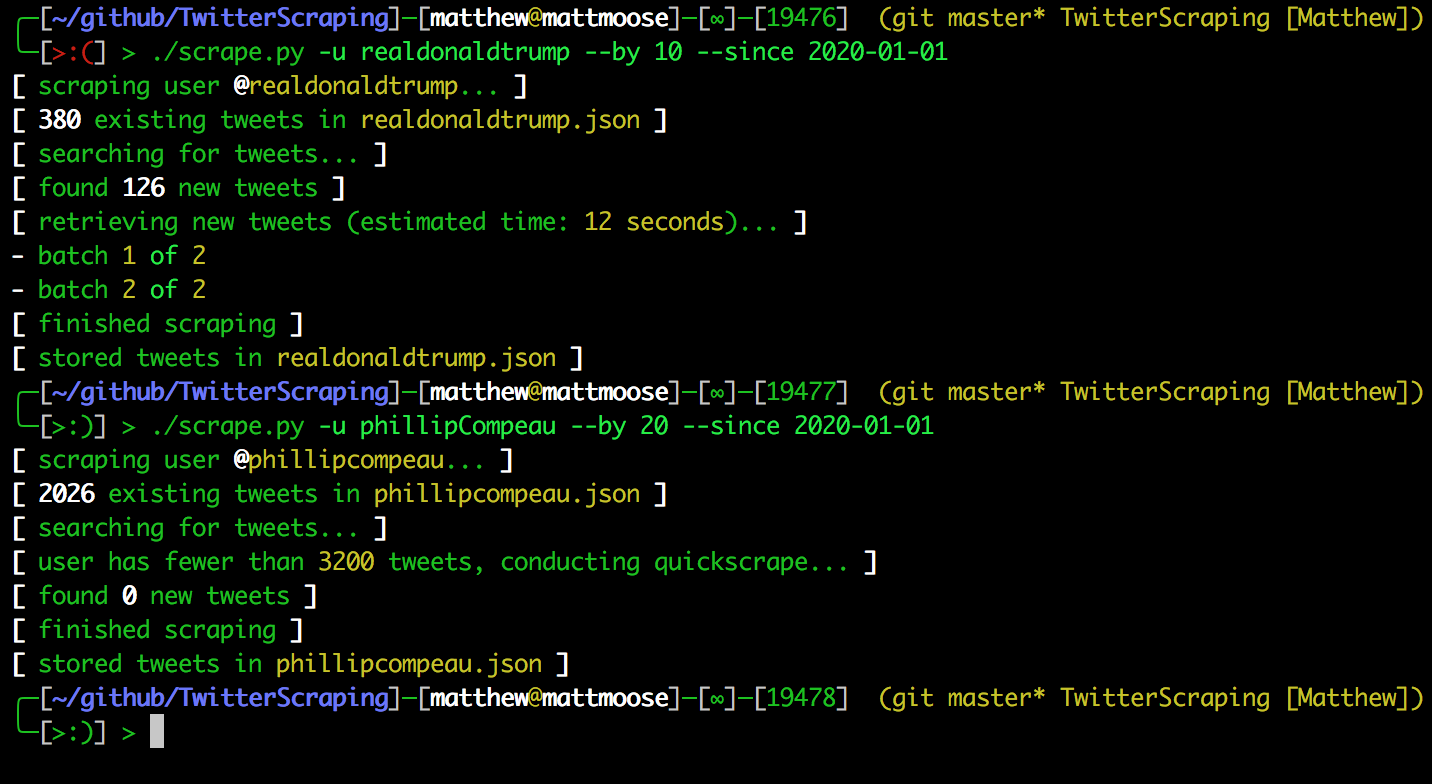 ╭─[~/github/TwitterScraping]─[matthew@mattmoose]─[∞]─[19476]  (git master* TwitterScraping [Matthew])
╰─[>:(] > ./scrape.py -u realdonaldtrump --by 10 --since 2020-01-01
[ scraping user @realdonaldtrump... ]
[ 380 existing tweets in realdonaldtrump.json ]
[ searching for tweets... ]
[ found 126 new tweets ]
[ retrieving new tweets (estimated time: 12 seconds)... ]
- batch 1 of 2
- batch 2 of 2
[ finished scraping ]
[ stored tweets in realdonaldtrump.json ]
╭─[~/github/TwitterScraping]─[matthew@mattmoose]─[∞]─[19477]  (git master* TwitterScraping [Matthew])
╰─[>:)] > ./scrape.py -u phillipCompeau --by 20 --since 2020-01-01
[ scraping user @phillipcompeau... ]
[ 2026 existing tweets in phillipcompeau.json ]
[ searching for tweets... ]
[ user has fewer than 3200 tweets, conducting quickscrape... ]
[ found 0 new tweets ]
[ finished scraping ]
[ stored tweets in phillipcompeau.json ]
╭─[~/github/TwitterScraping]─[matthew@mattmoose]─[∞]─[19478]  (git master* TwitterScraping [Matthew])
╰─[>:)] >